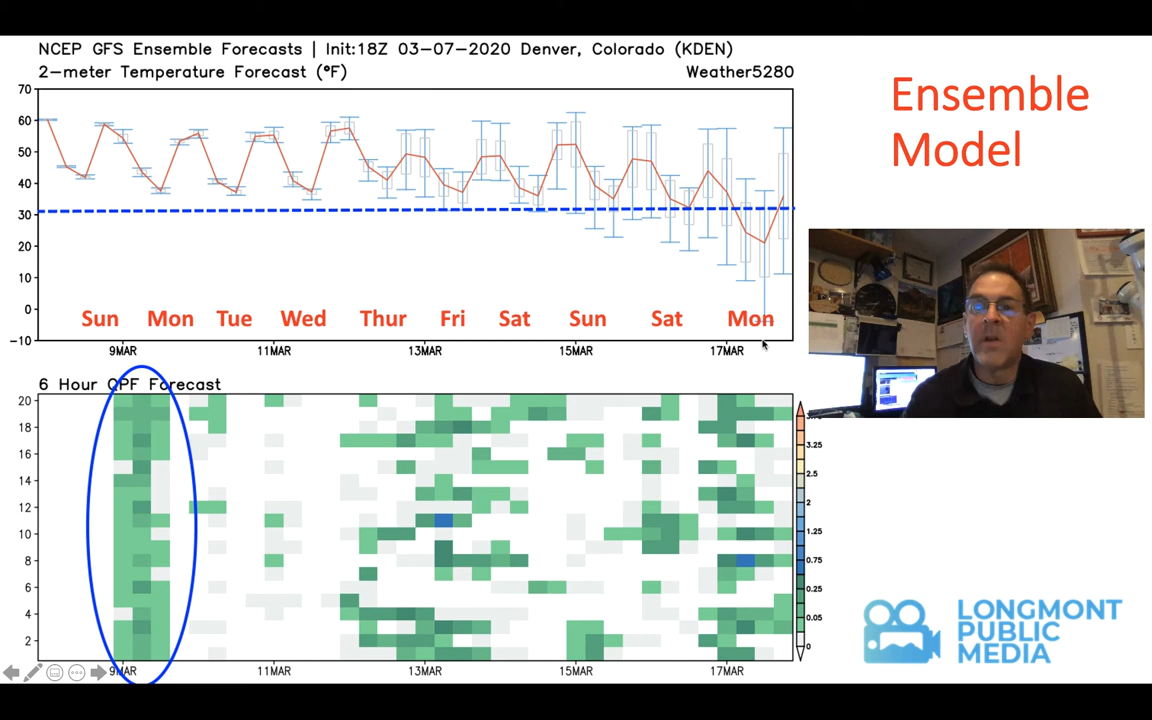 NCEP GFS Ensemble Forecasts | Init:18Z 03-07-2020 Denver, Colorado (KDEN)
2-meter Temperature Forecast (°F)
Weather5280
70
60
50
40
30
20
10
0
-10
Sun Mon Tue Wed Thur Fri Sat Sun Sat Mon
9MAR 11MAR 13MAR 15MAR 17MAR
6 Hour QPF Forecast
20
18
16
14
12
10
8
6
4
2
9MAR 11MAR 13MAR 15MAR 17MAR
3.25
2.5
2
1.25
0.75
0.25
0.05
0
Ensemble
Model
LONGMONT
PUBLIC
MEDIA